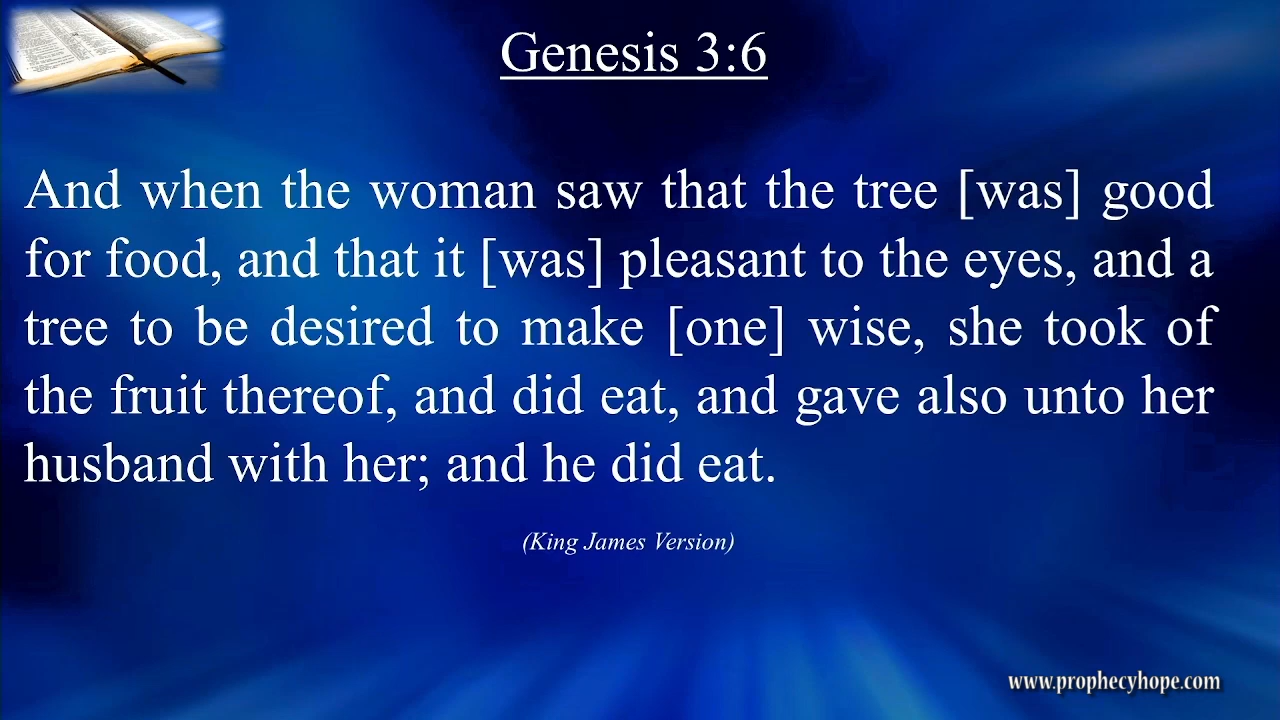 Genesis 3:6
And when the woman saw that the tree [was] good
for food, and that it [was] pleasant to the eyes, and a
tree to be desired to make [one] wise, she took of
the fruit thereof, and did eat, and gave also unto her
husband with her; and he did eat.
(King James Version)
www.prophecyhope.com